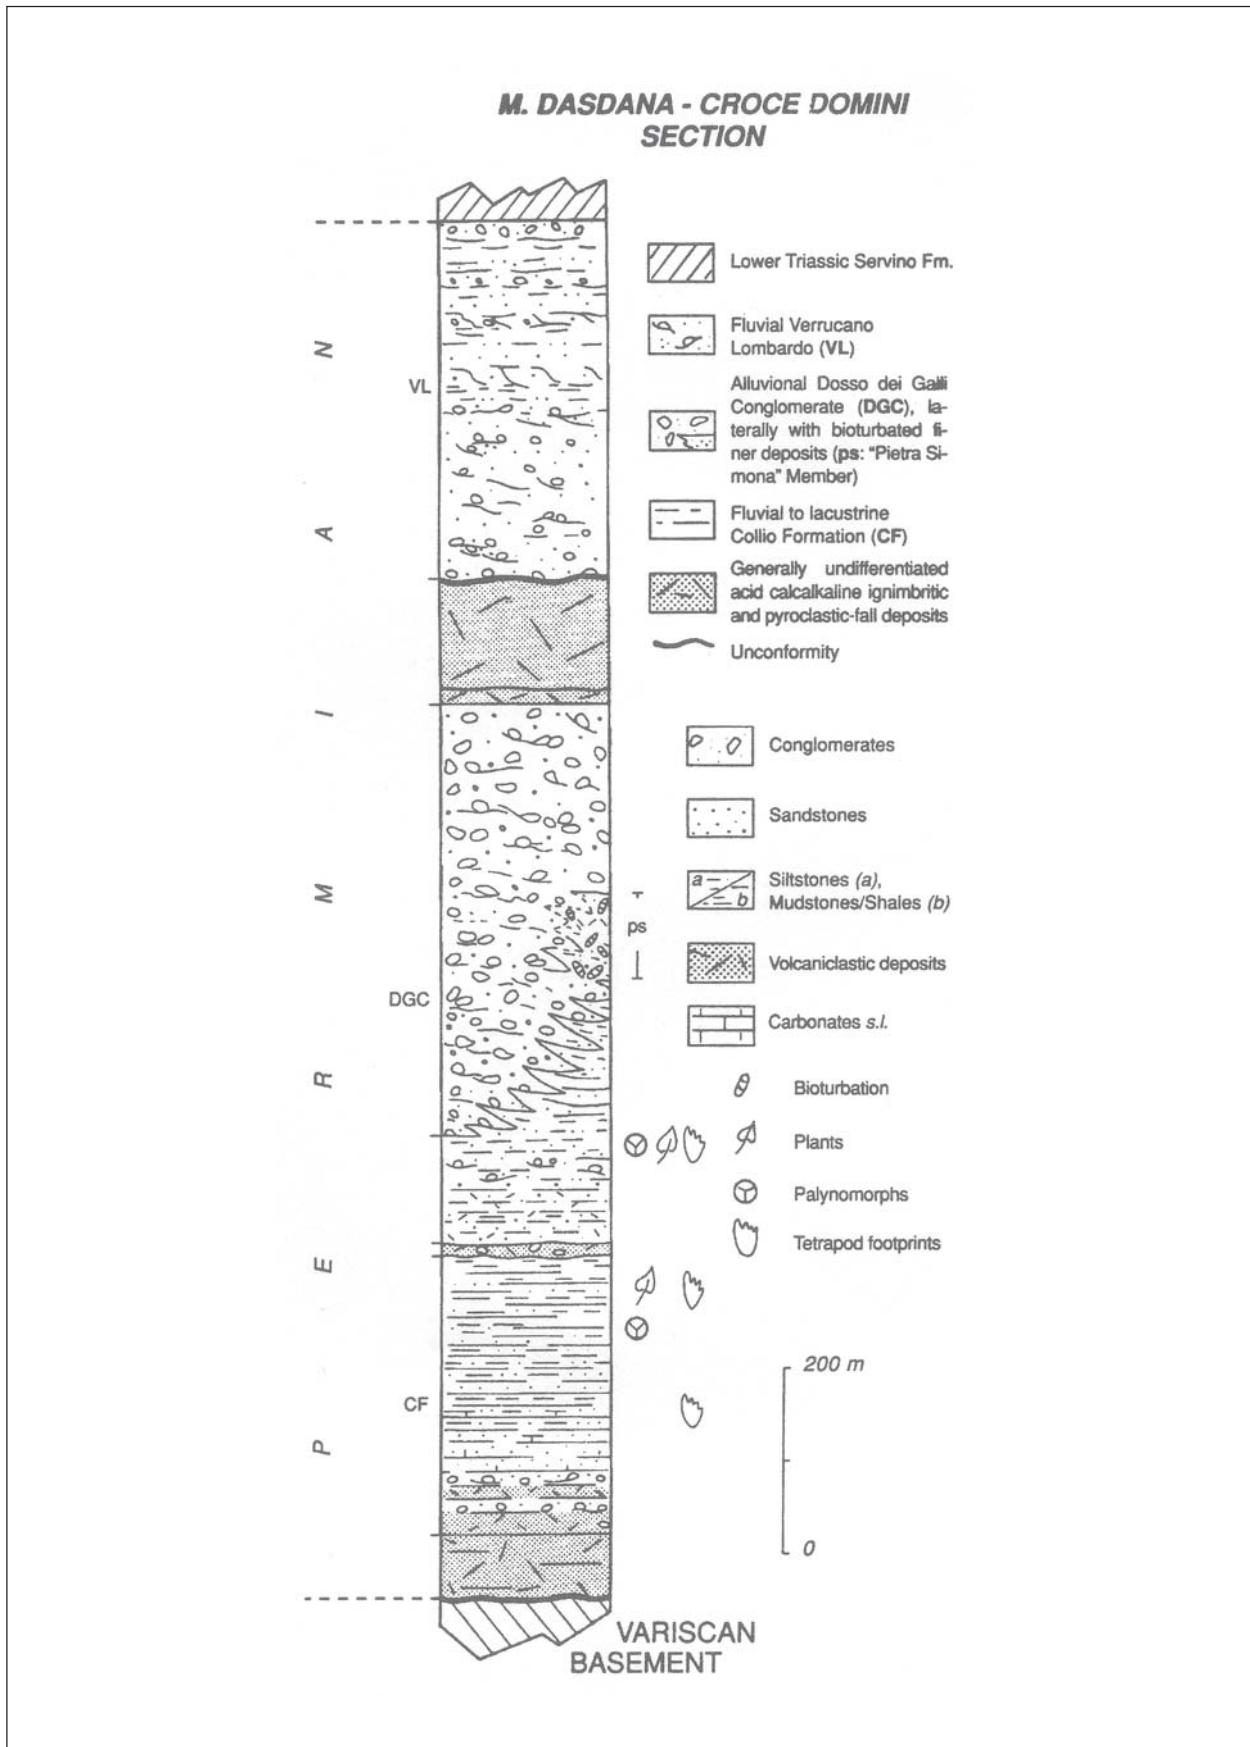 M. DASDANA - CROCE DOMINI
SECTION
Lower Triassic Servino Fm.
Fluvial Verrucano
Lombardo (VL)
Alluvional Dosso dei Galli
Conglomerate (DGC), la-
terally with bioturbated fi-
ner deposits (ps: "Pietra Si-
mona" Member)
Fluvial to lacustrine
Collio Formation (CF)
Generally undifferentiated
acid calcalkaline ignimbritic
and pyroclastic-fall deposits
Unconformity
Conglomerates
Sandstones
a
b
Siltstones (a),
Mudstones/Shales (b)
Volcaniclastic deposits
Carbonates s.l.
Bioturbation
Plants
Palynomorphs
Tetrapod footprints
200 m
0
VL
ps
DGC
CF
P E R M I A N
VARISCAN
BASEMENT